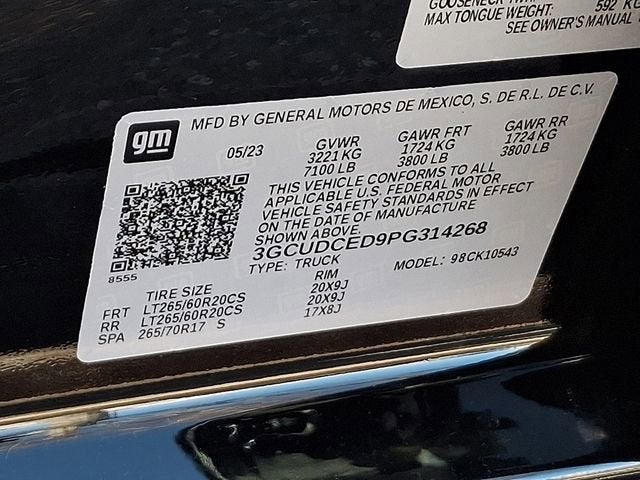 GOOSENECK
MAX TONGUE WEIGHT: 592 KG
SEE OWNER'S MANUAL
gm
MFD BY GENERAL MOTORS DE MEXICO, S. DE R.L. DE C.V.
05/23 GVWR GAWR FRT GAWR RR
3221 KG 1724 KG 1724 KG
7100 LB 3800 LB 3800 LB
THIS VEHICLE CONFORMS TO ALL
APPLICABLE U.S. FEDERAL MOTOR
VEHICLE SAFETY STANDARDS IN EFFECT
ON THE DATE OF MANUFACTURE
SHOWN ABOVE.
3GCUDCED9PG314268
8555
TYPE: TRUCK MODEL: 98CK10543
TIRE SIZE RIM
FRT LT265/60R20CS 20X9J
RR LT265/60R20CS 20X9J
SPA 265/70R17 S 17X8J